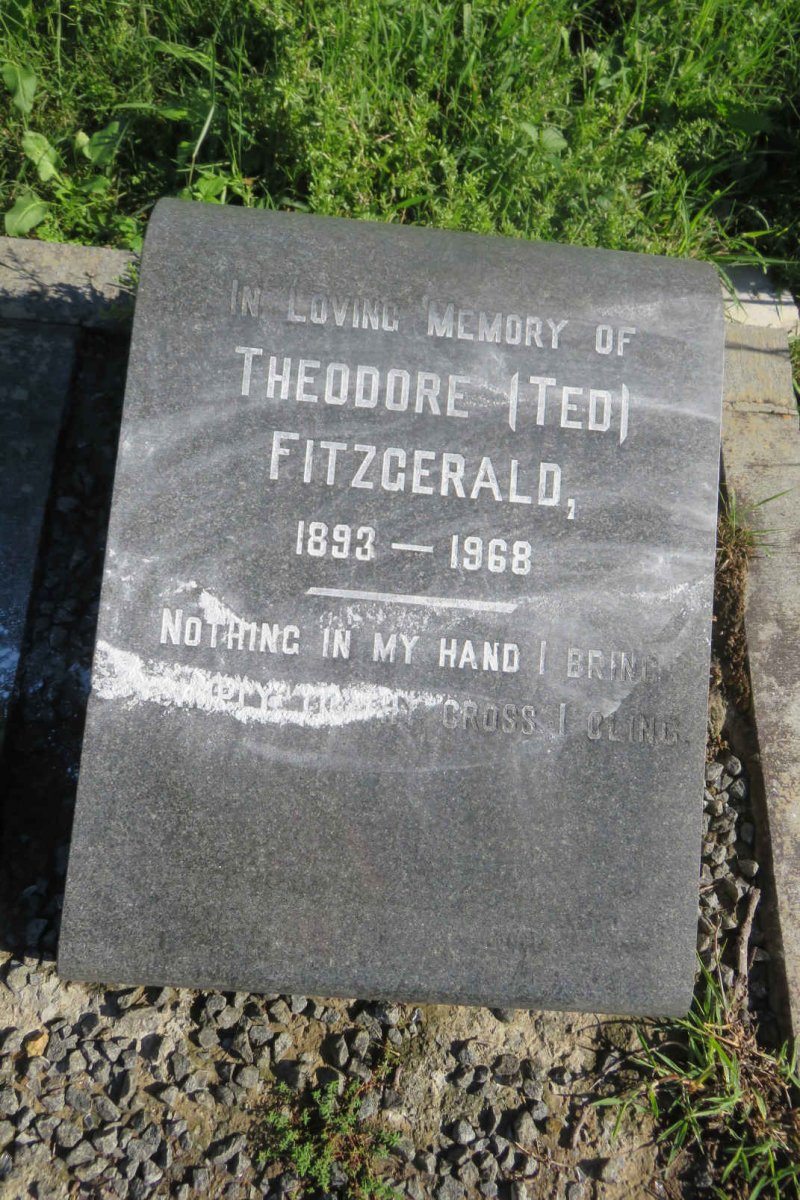 IN LOVING MEMORY OF
THEODORE (TED)
FITZGERALD,
1893 — 1968
NOTHING IN MY HAND I BRING
CROSS I CLING.